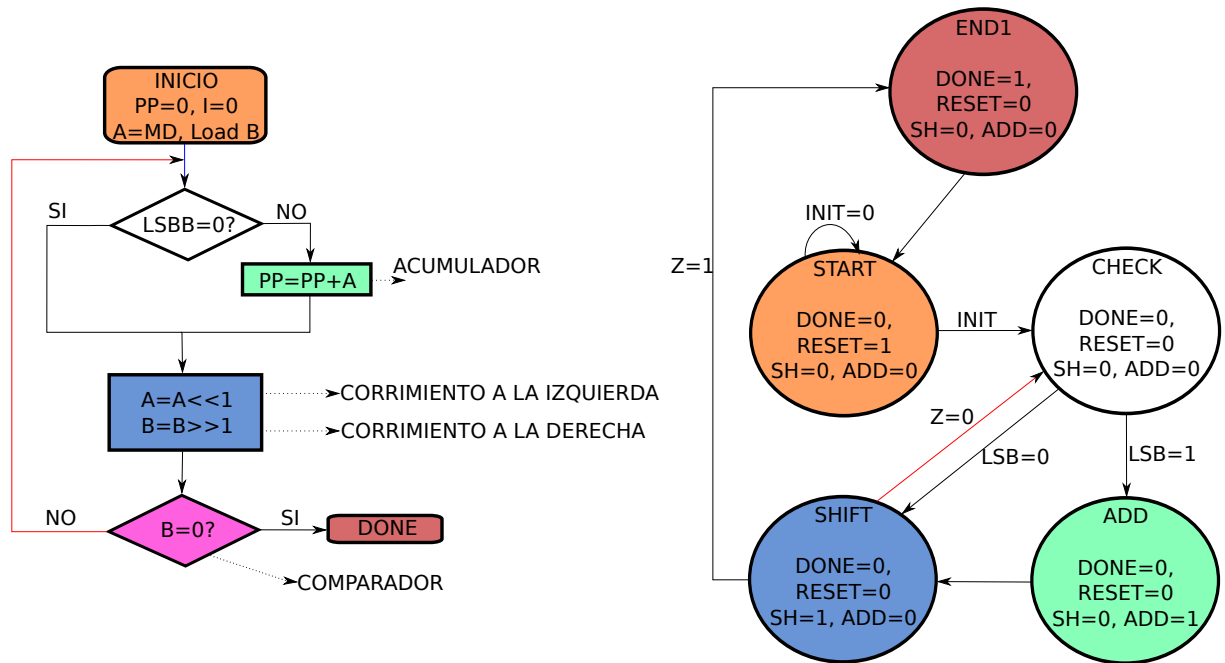 INICIO
PP=0, I=0
A=MD, Load B
SI
LSBB=0?
NO
PP=PP+A
ACUMULADOR
A=A<<1
B=B>>1
CORRIMIENTO A LA IZQUIERDA
CORRIMIENTO A LA DERECHA
NO
B=0?
SI
DONE
COMPARADOR
END1
DONE=1,
RESET=0
SH=0, ADD=0
INIT=0
Z=1
START
DONE=0,
RESET=1
SH=0, ADD=0
INIT
CHECK
DONE=0,
RESET=0
SH=0, ADD=0
Z=0
LSB=0
LSB=1
SHIFT
DONE=0,
RESET=0
SH=1, ADD=0
ADD
DONE=0,
RESET=0
SH=0, ADD=1